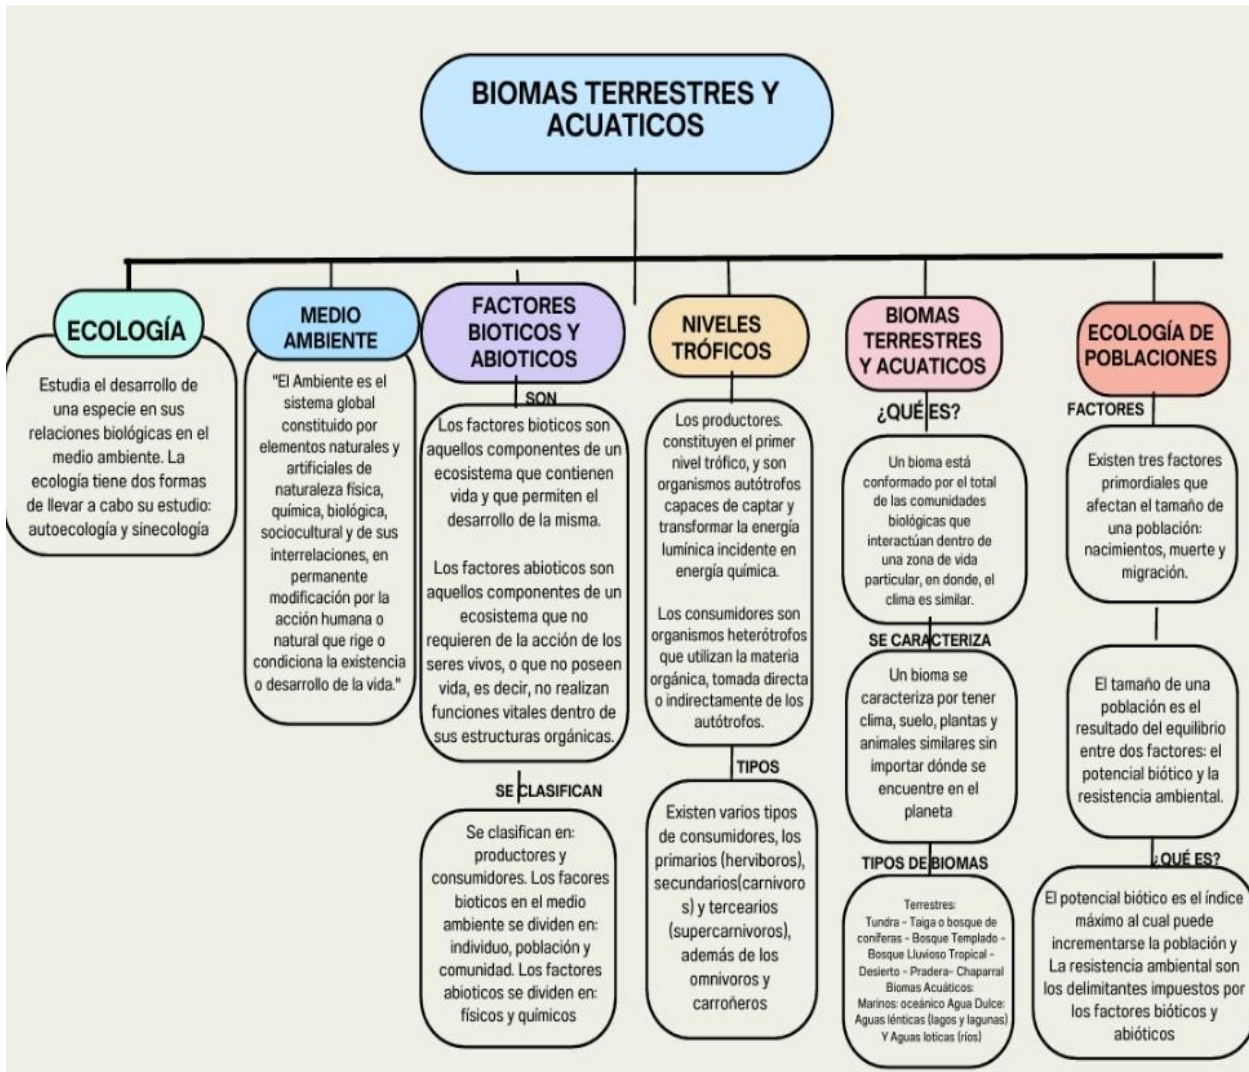 BIOMAS TERRESTRES Y
ACUATICOS
ECOLOGÍA
Estudia el desarrollo de
una especie en sus
relaciones biológicas en el
medio ambiente. La
ecología tiene dos formas
de llevar a cabo su estudio:
autoecología y sinecología
MEDIO
AMBIENTE
"El Ambiente es el
sistema global
constituido por
elementos naturales y
artificiales de
naturaleza física,
química, biológica,
sociocultural y de sus
interrelaciones, en
permanente
modificación por la
acción humana o
natural que rige o
condiciona la existencia
o desarrollo de la vida."
FACTORES
BIOTICOS Y
ABIOTICOS
SON
Los factores bioticos son
aquellos componentes de un
ecosistema que contienen
vida y que permiten el
desarrollo de la misma.
Los factores abioticos son
aquellos componentes de un
ecosistema que no
requieren de la acción de los
seres vivos, o que no poseen
vida, es decir, no realizan
funciones vitales dentro de
sus estructuras orgánicas.
SE CLASIFICAN
Se clasifican en:
productores y
consumidores. Los facores
bioticos en el medio
ambiente se dividen en:
individuo, población y
comunidad. Los factores
abioticos se dividen en:
físicos y químicos
NIVELES
TRÓFICOS
Los productores.
constituyen el primer
nivel trófico, y son
organismos autótrofos
capaces de captar y
transformar la energía
lumínica incidente en
energía química.
Los consumidores son
organismos heterótrofos
que utilizan la materia
orgánica, tomada directa
o indirectamente de los
autótrofos.
TIPOS
Existen varios tipos
de consumidores, los
primarios (herviboros),
secundarios(carnivoro
s) y tercearios
(supercarnivoros),
además de los
omnivoros y
carroñeros
BIOMAS
TERRESTRES
Y ACUATICOS
¿QUÉ ES?
Un bioma está
conformado por el total
de las comunidades
biológicas que
interactúan dentro de
una zona de vida
particular, en donde, el
clima es similar.
SE CARACTERIZA
Un bioma se
caracteriza por tener
clima, suelo, plantas y
animales similares sin
importar dónde se
encuentre en el
planeta
TIPOS DE BIOMAS
Terrestres:
Tundra – Taiga o bosque de
coníferas – Bosque Templado –
Bosque Lluvioso Tropical –
Desierto – Pradera– Chaparral
Biomas Acuáticos:
Marinos: oceánico Agua Dulce:
Aguas lénticas (lagos y lagunas)
Y Aguas loticas (ríos)
ECOLOGÍA DE
POBLACIONES
FACTORES
Existen tres factores
primordiales que
afectan el tamaño de
una población:
nacimientos, muerte y
migración.
El tamaño de una
población es el
resultado del equilibrio
entre dos factores: el
potencial biótico y la
resistencia ambiental.
¿QUÉ ES?
El potencial biótico es el índice
máximo al cual puede
incrementarse la población y
La resistencia ambiental son
los delimitantes impuestos por
los factores bióticos y
abióticos